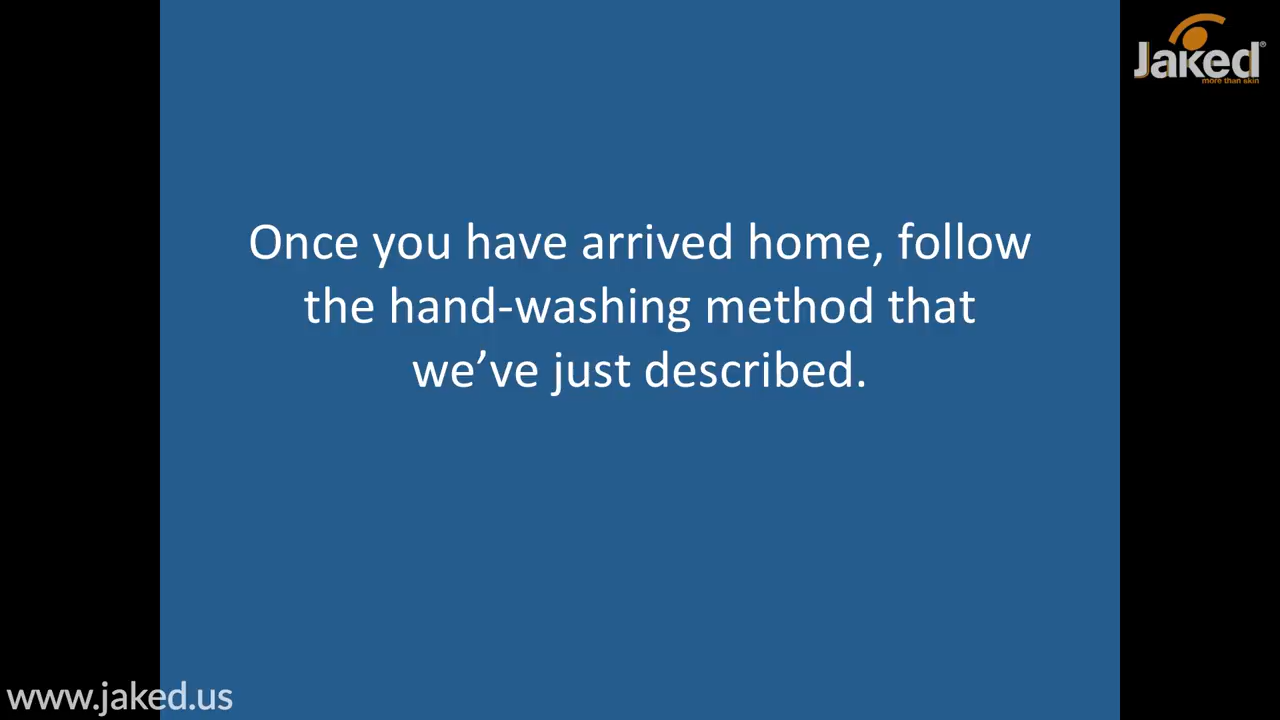 Jaked®
more than skin
Once you have arrived home, follow
the hand-washing method that
we’ve just described.
www.jaked.us